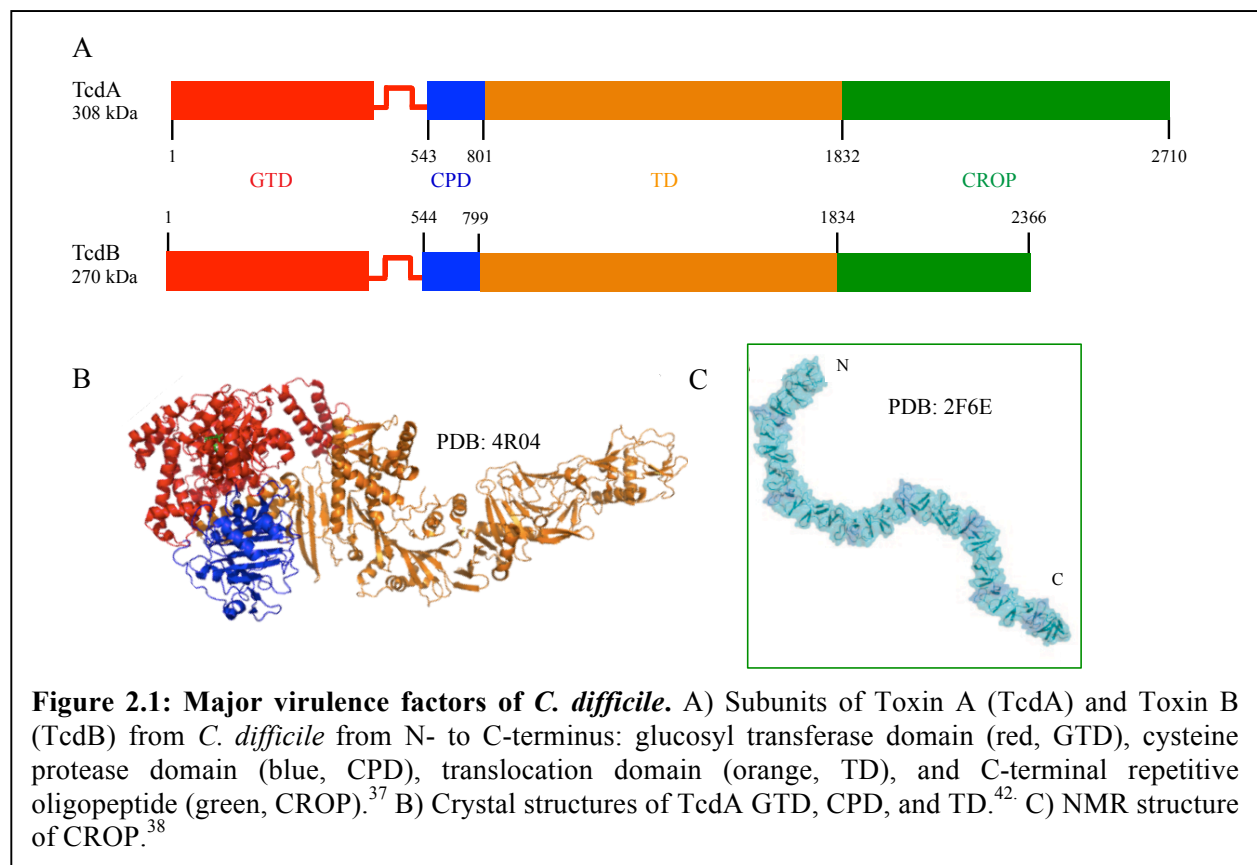 A
TcdA
308 kDa
1 543 801 1832 2710
GTD CPD TD CROP
1 544 799 1834 2366
TcdB
270 kDa
B
PDB: 4R04
C
N
PDB: 2F6E
C
Figure 2.1: Major virulence factors of C. difficile. A) Subunits of Toxin A (TcdA) and Toxin B
(TcdB) from C. difficile from N- to C-terminus: glucosyl transferase domain (red, GTD), cysteine
protease domain (blue, CPD), translocation domain (orange, TD), and C-terminal repetitive
oligopeptide (green, CROP).37 B) Crystal structures of TcdA GTD, CPD, and TD.42. C) NMR structure
of CROP.38